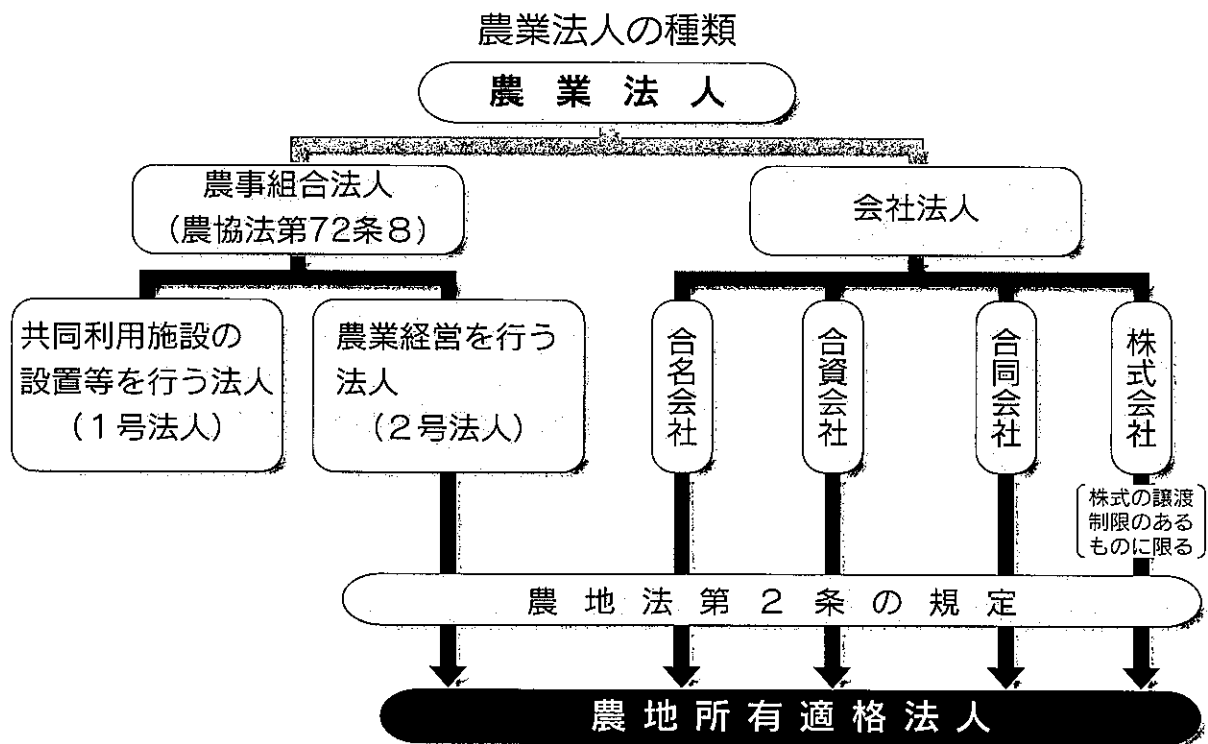 農業法人の種類
農業法人
農事組合法人
（農協法第72条8）
会社法人
共同利用施設の
設置等を行う法人
（1号法人）
農業経営を行う
法人
（2号法人）
合名会社
合資会社
合同会社
株式会社
株式の譲渡
制限のある
ものに限る
農地法第2条の規定
農地所有適格法人